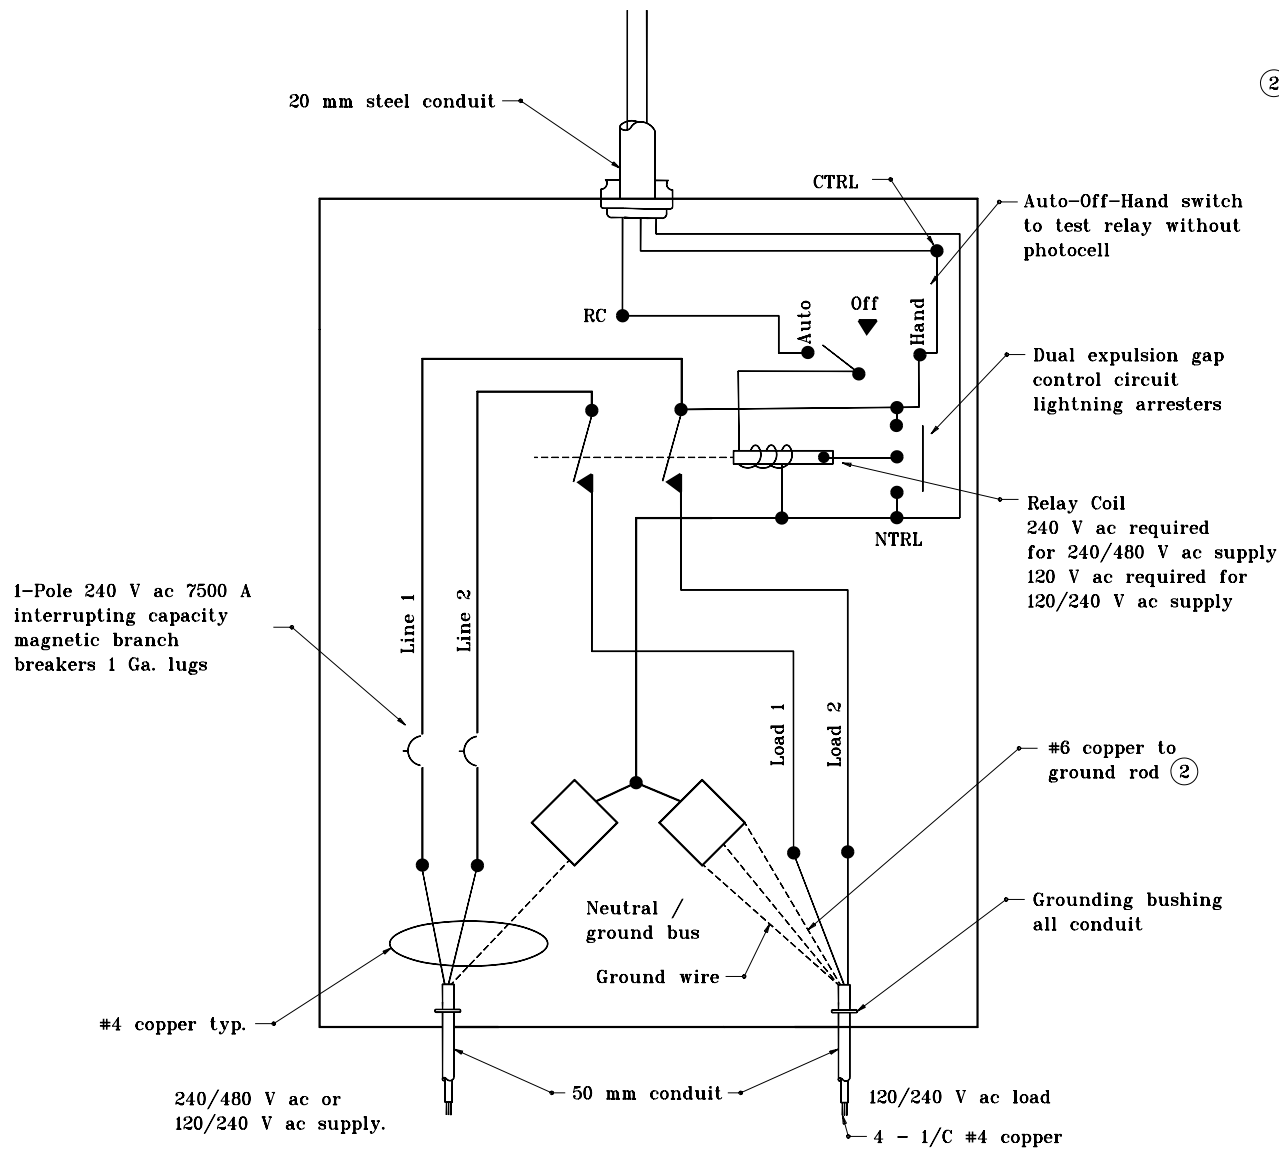 2
20 mm steel conduit
CTRL
Auto-Off-Hand switch
to test relay without
photocell
RC
Auto
Off
Hand
Dual expulsion gap
control circuit
lightning arresters
Relay Coil
240 V ac required
for 240/480 V ac supply
120 V ac required for
120/240 V ac supply
NTRL
1-Pole 240 V ac 7500 A
interrupting capacity
magnetic branch
breakers 1 Ga. lugs
Line 1
Line 2
Load 1
Load 2
#6 copper to
ground rod 2
Neutral /
ground bus
Ground wire
Grounding bushing
all conduit
#4 copper typ.
50 mm conduit
240/480 V ac or
120/240 V ac supply.
120/240 V ac load
4 - 1/C #4 copper